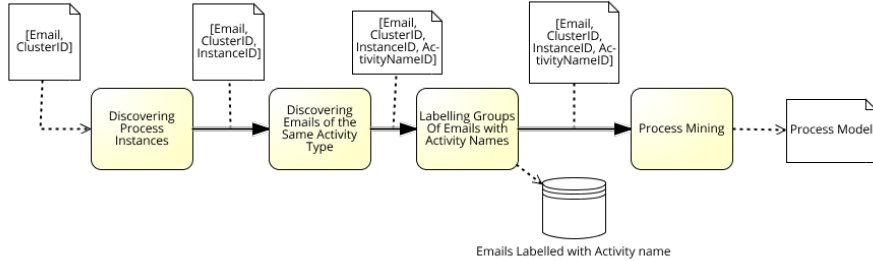 [Email,
ClusterID]
[Email,
ClusterID,
InstanceID]
[Email,
ClusterID,
InstanceID, Ac-
tivityNameID]
[Email,
ClusterID,
InstanceID, Ac-
tivityNameID]
Discovering
Process
Instances
Discovering
Emails of the
Same Activity
Type
Labelling Groups
Of Emails with
Activity Names
Process Mining
Process Model
Emails Labelled with Activity name